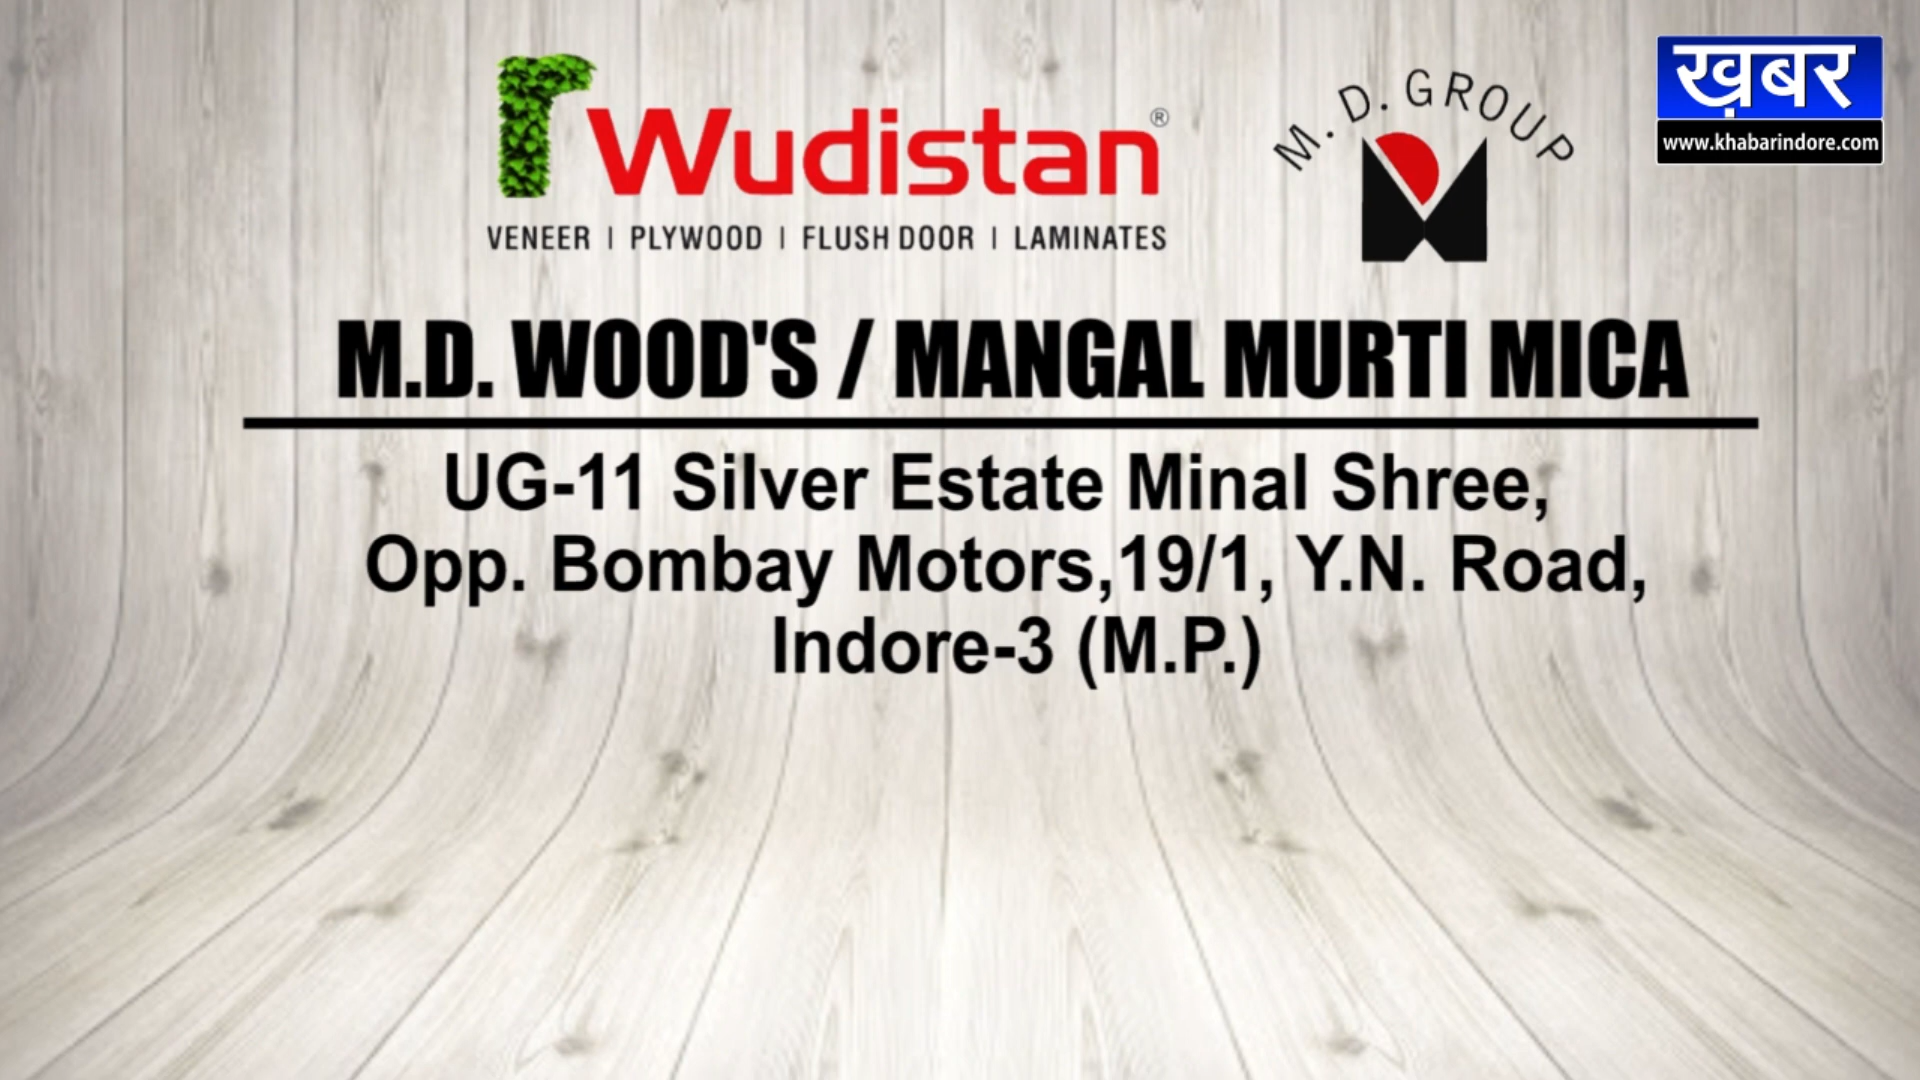 Wudistan®
VENEER | PLYWOOD | FLUSH DOOR | LAMINATES
M. D. GROUP
ख़बर
www.khabarindore.com
M.D. WOOD'S / MANGAL MURTI MICA
UG-11 Silver Estate Minal Shree,
Opp. Bombay Motors,19/1, Y.N. Road,
Indore-3 (M.P.)